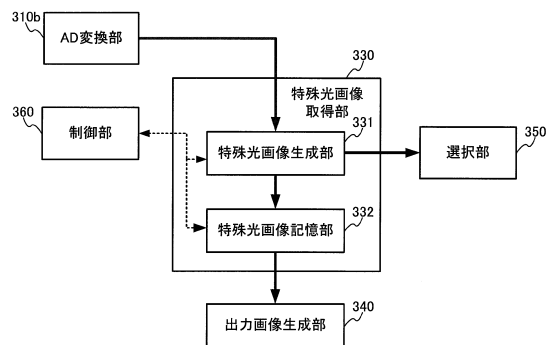 310b
AD変換部
330
特殊光画像
取得部
360
制御部
331
特殊光画像生成部
350
選択部
332
特殊光画像記憶部
340
出力画像生成部